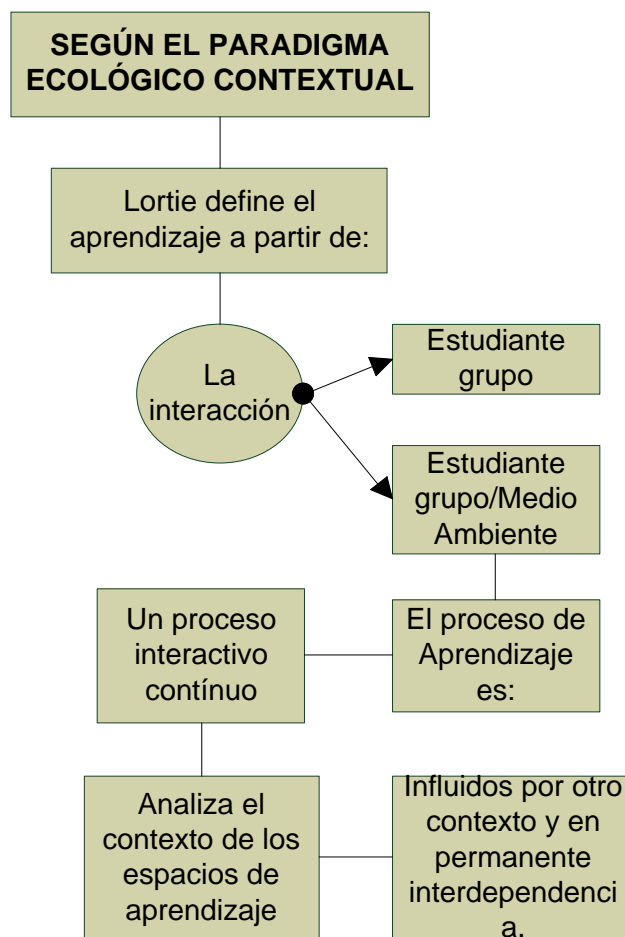 SEGÚN EL PARADIGMA
ECOLÓGICO CONTEXTUAL
Lortie define el
aprendizaje a partir de:
La
interacción
Estudiante
grupo
Estudiante
grupo/Medio
Ambiente
El proceso de
Aprendizaje
es:
Un proceso
interactivo
contínuo
Analiza el
contexto de los
espacios de
aprendizaje
Influidos por otro
contexto y en
permanente
interdependenci
a.